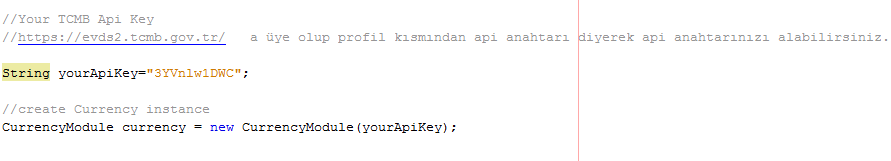 //Your TCMB Api Key
//https://evds2.tcmb.gov.tr/   a üye olup profil kısmından api anahtarı diyerek api anahtarınızı alabilirsiniz.
String yourApiKey="3YVnlw1DWC";
//create Currency instance
CurrencyModule currency = new CurrencyModule(yourApiKey);